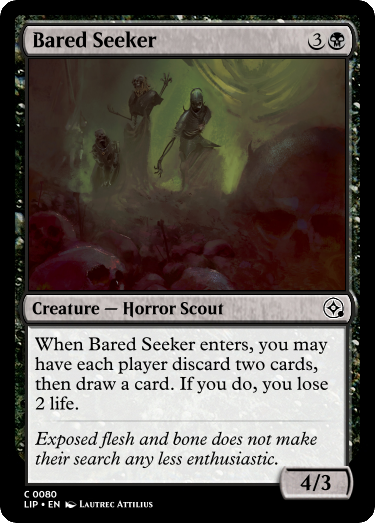 Bared Seeker 3
Creature — Horror Scout
When Bared Seeker enters, you may
have each player discard two cards,
then draw a card. If you do, you lose
2 life.
Exposed flesh and bone does not make
their search any less enthusiastic.
4/3
C 0080
LIP • EN Lautrec Attilius